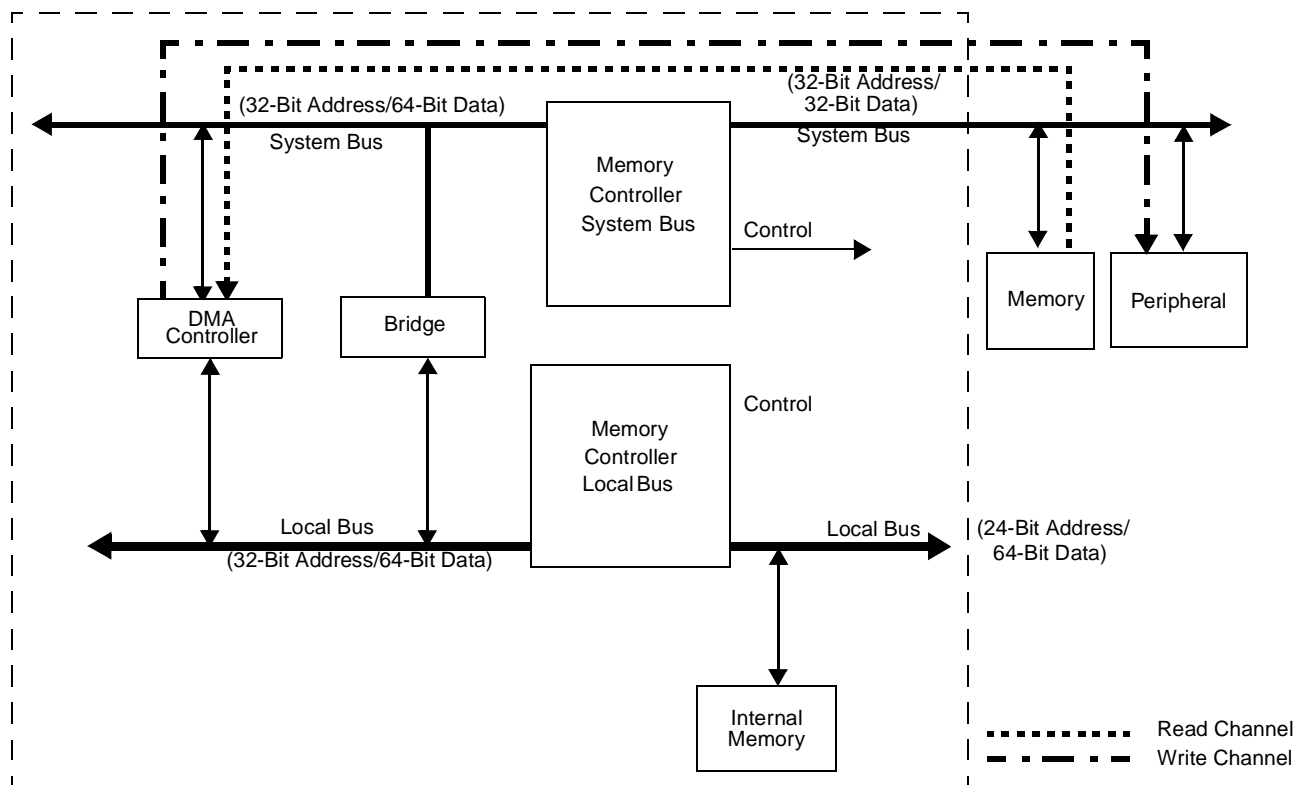 (32-Bit Address/
32-Bit Data)
(32-Bit Address/64-Bit Data)
System Bus
System Bus
Memory
Controller
System Bus
Control
Memory
Peripheral
DMA
Controller
Bridge
Control
Memory
Controller
Local Bus
Local Bus
(32-Bit Address/64-Bit Data)
Local Bus
(24-Bit Address/
64-Bit Data)
Internal
Memory
Read Channel
Write Channel